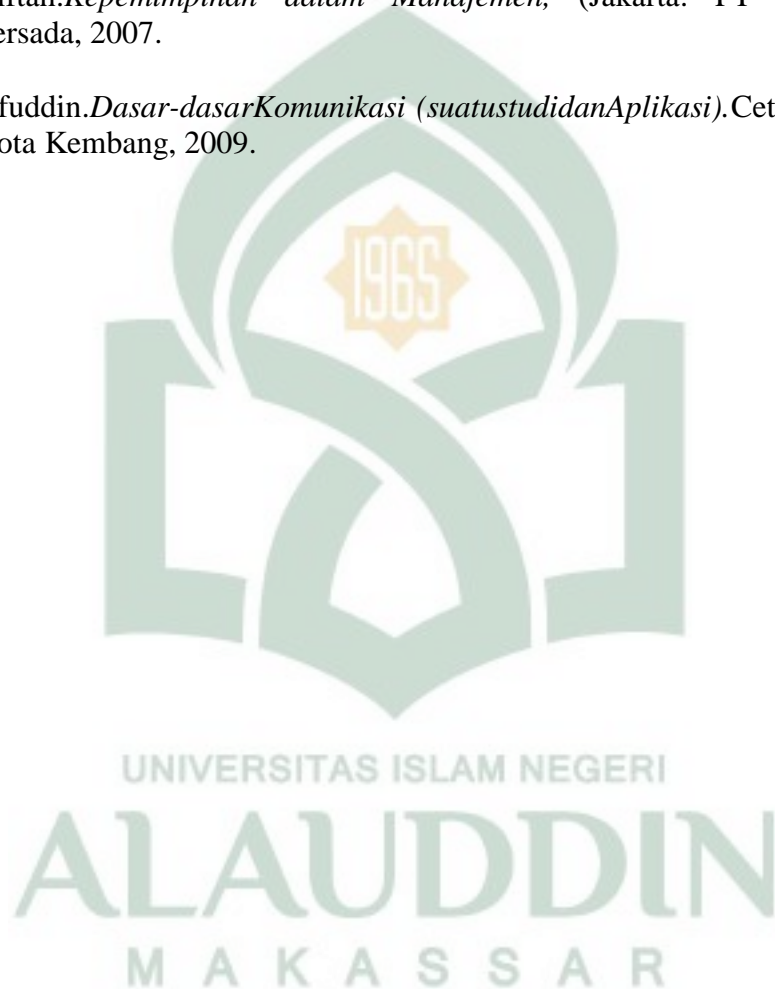 Kepemimpinan dalam Manajemen, (Jakarta: PT
ersada, 2007.
fuddin.Dasar-dasarKomunikasi (suatustudidanAplikasi).Cet
ota Kembang, 2009.
1965
UNIVERSITAS ISLAM NEGERI
ALAUDDIN
MAKASSAR